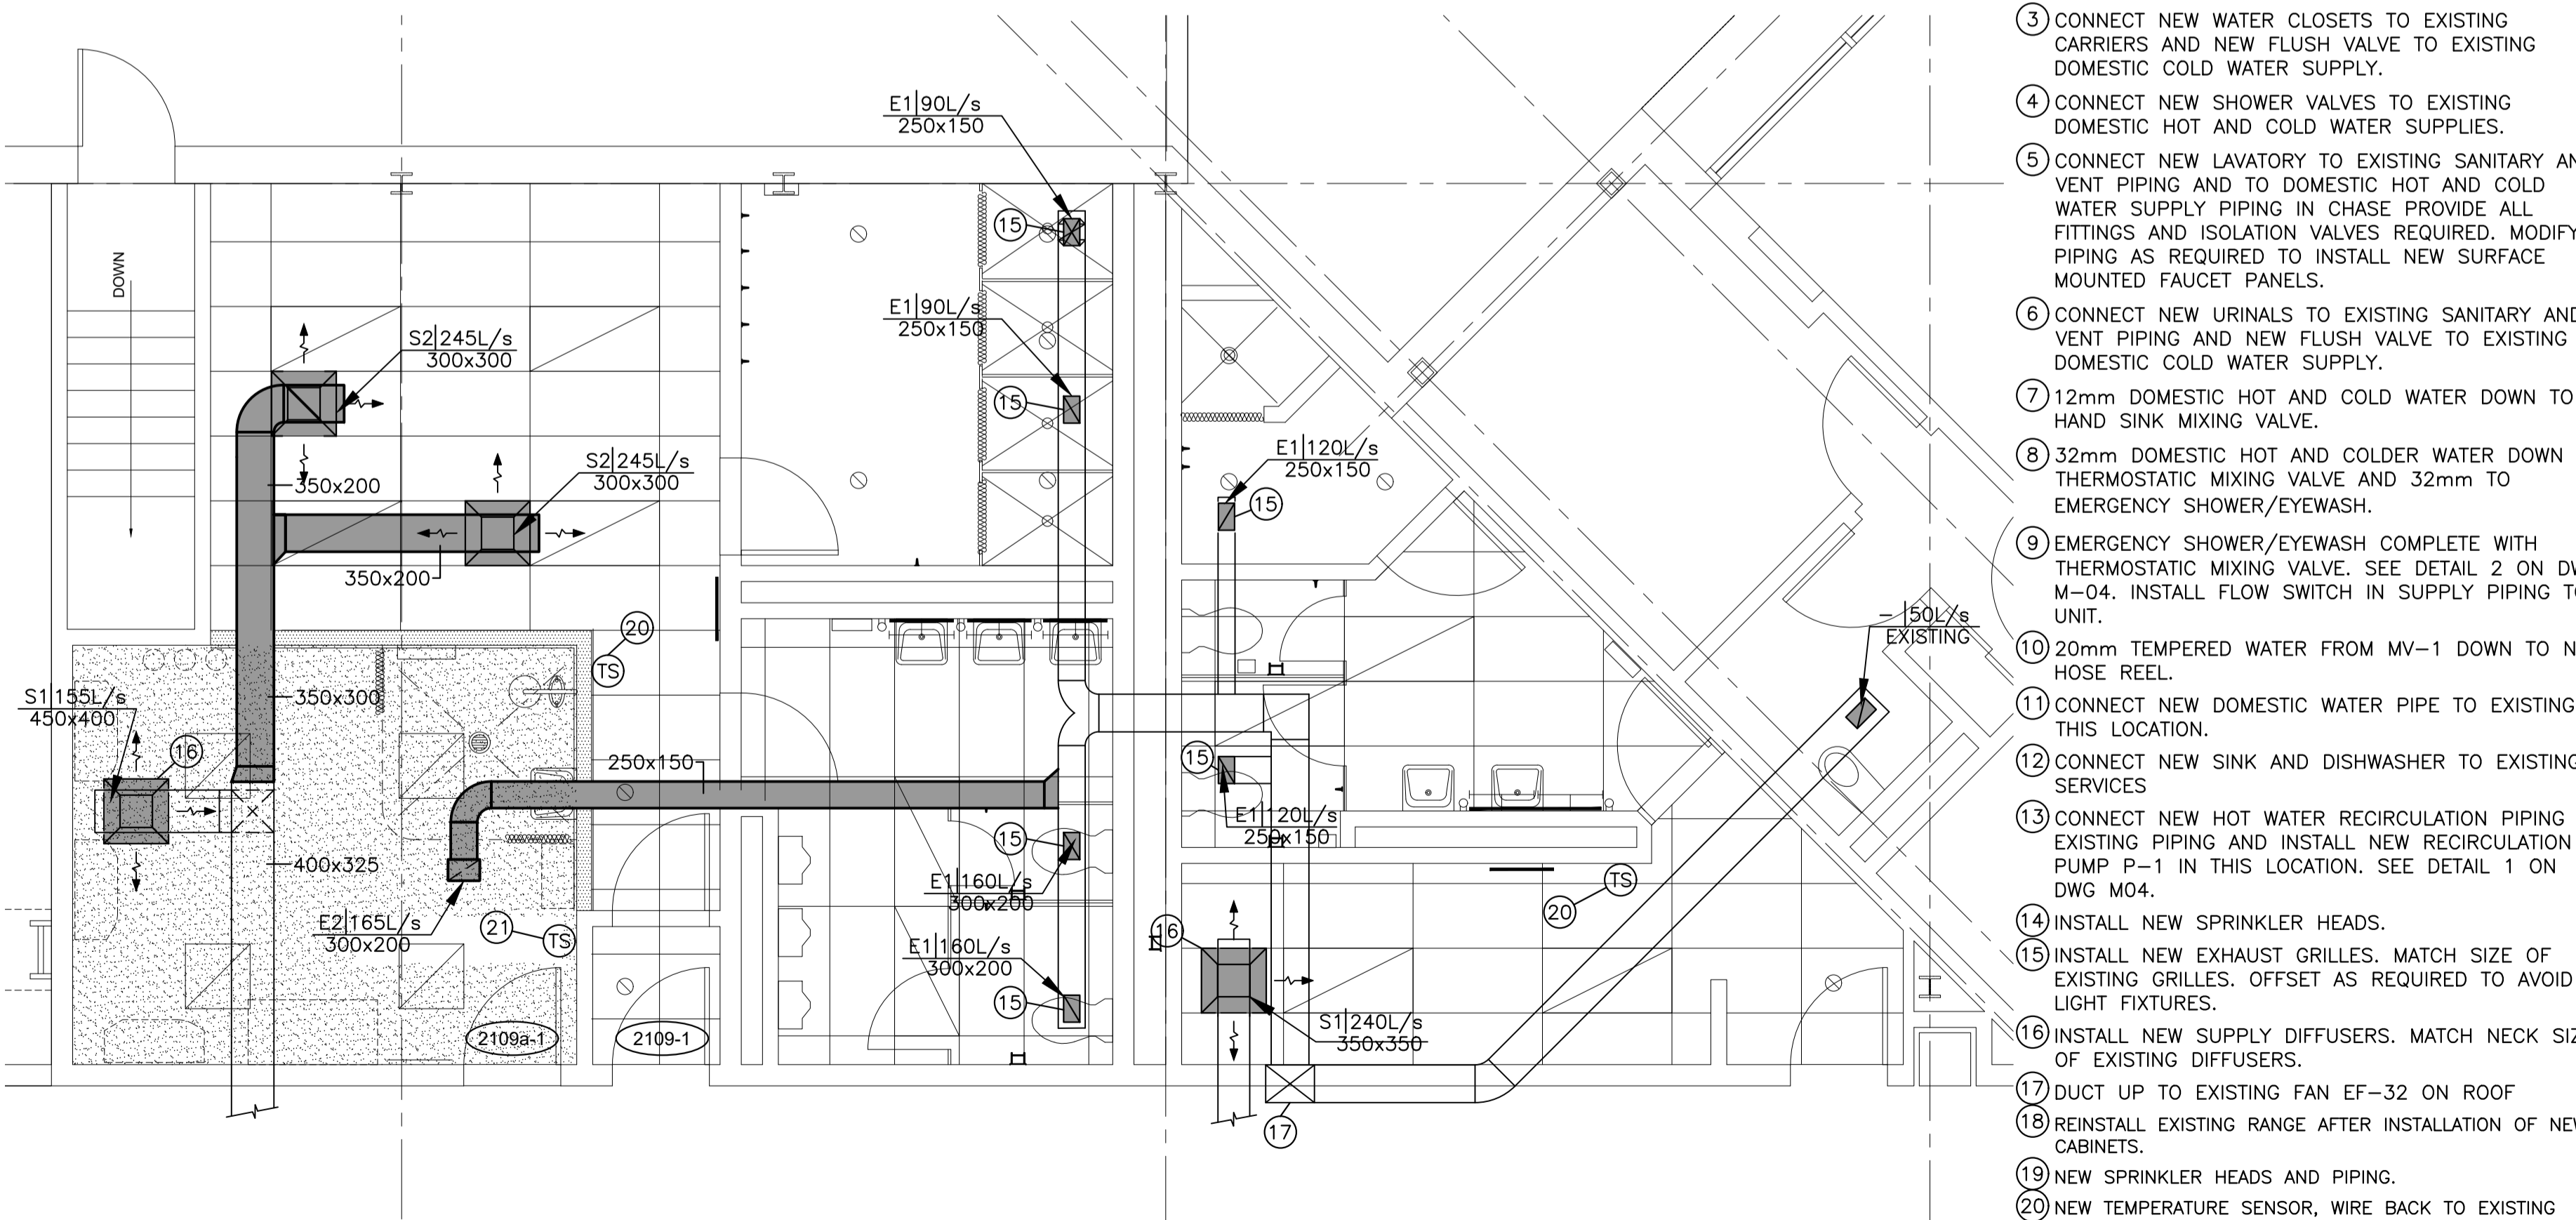 E1|90L/s
250x150
15
DOWN
E1|90L/s
250x150
15
S2|245L/s
300x300
350x200
S2|245L/s
300x300
350x200
E1|120L/s
250x150
15
20
TS
-|50L/s
EXISTING
S1|155L/s
450x400
16
350x300
250x150
15
E1|120L/s
250x150
400x325
15
E1|160L/s
300x200
E2|165L/s
300x200
21
TS
E1|160L/s
300x200
15
16
20
TS
S1|240L/s
350x350
2109a-1
2109-1
17
3 CONNECT NEW WATER CLOSETS TO EXISTING
CARRIERS AND NEW FLUSH VALVE TO EXISTING
DOMESTIC COLD WATER SUPPLY.
4 CONNECT NEW SHOWER VALVES TO EXISTING
DOMESTIC HOT AND COLD WATER SUPPLIES.
5 CONNECT NEW LAVATORY TO EXISTING SANITARY AN
VENT PIPING AND TO DOMESTIC HOT AND COLD
WATER SUPPLY PIPING IN CHASE PROVIDE ALL
FITTINGS AND ISOLATION VALVES REQUIRED. MODIFY
PIPING AS REQUIRED TO INSTALL NEW SURFACE
MOUNTED FAUCET PANELS.
6 CONNECT NEW URINALS TO EXISTING SANITARY AND
VENT PIPING AND NEW FLUSH VALVE TO EXISTING
DOMESTIC COLD WATER SUPPLY.
7 12mm DOMESTIC HOT AND COLD WATER DOWN TO
HAND SINK MIXING VALVE.
8 32mm DOMESTIC HOT AND COLDER WATER DOWN
THERMOSTATIC MIXING VALVE AND 32mm TO
EMERGENCY SHOWER/EYEWASH.
9 EMERGENCY SHOWER/EYEWASH COMPLETE WITH
THERMOSTATIC MIXING VALVE. SEE DETAIL 2 ON DW
M-04. INSTALL FLOW SWITCH IN SUPPLY PIPING TO
UNIT.
10 20mm TEMPERED WATER FROM MV-1 DOWN TO N
HOSE REEL.
11 CONNECT NEW DOMESTIC WATER PIPE TO EXISTING
THIS LOCATION.
12 CONNECT NEW SINK AND DISHWASHER TO EXISTING
SERVICES
13 CONNECT NEW HOT WATER RECIRCULATION PIPING
EXISTING PIPING AND INSTALL NEW RECIRCULATION
PUMP P-1 IN THIS LOCATION. SEE DETAIL 1 ON
DWG M04.
14 INSTALL NEW SPRINKLER HEADS.
15 INSTALL NEW EXHAUST GRILLES. MATCH SIZE OF
EXISTING GRILLES. OFFSET AS REQUIRED TO AVOID
LIGHT FIXTURES.
16 INSTALL NEW SUPPLY DIFFUSERS. MATCH NECK SIZ
OF EXISTING DIFFUSERS.
17 DUCT UP TO EXISTING FAN EF-32 ON ROOF
18 REINSTALL EXISTING RANGE AFTER INSTALLATION OF NEW
CABINETS.
19 NEW SPRINKLER HEADS AND PIPING.
20 NEW TEMPERATURE SENSOR, WIRE BACK TO EXISTING